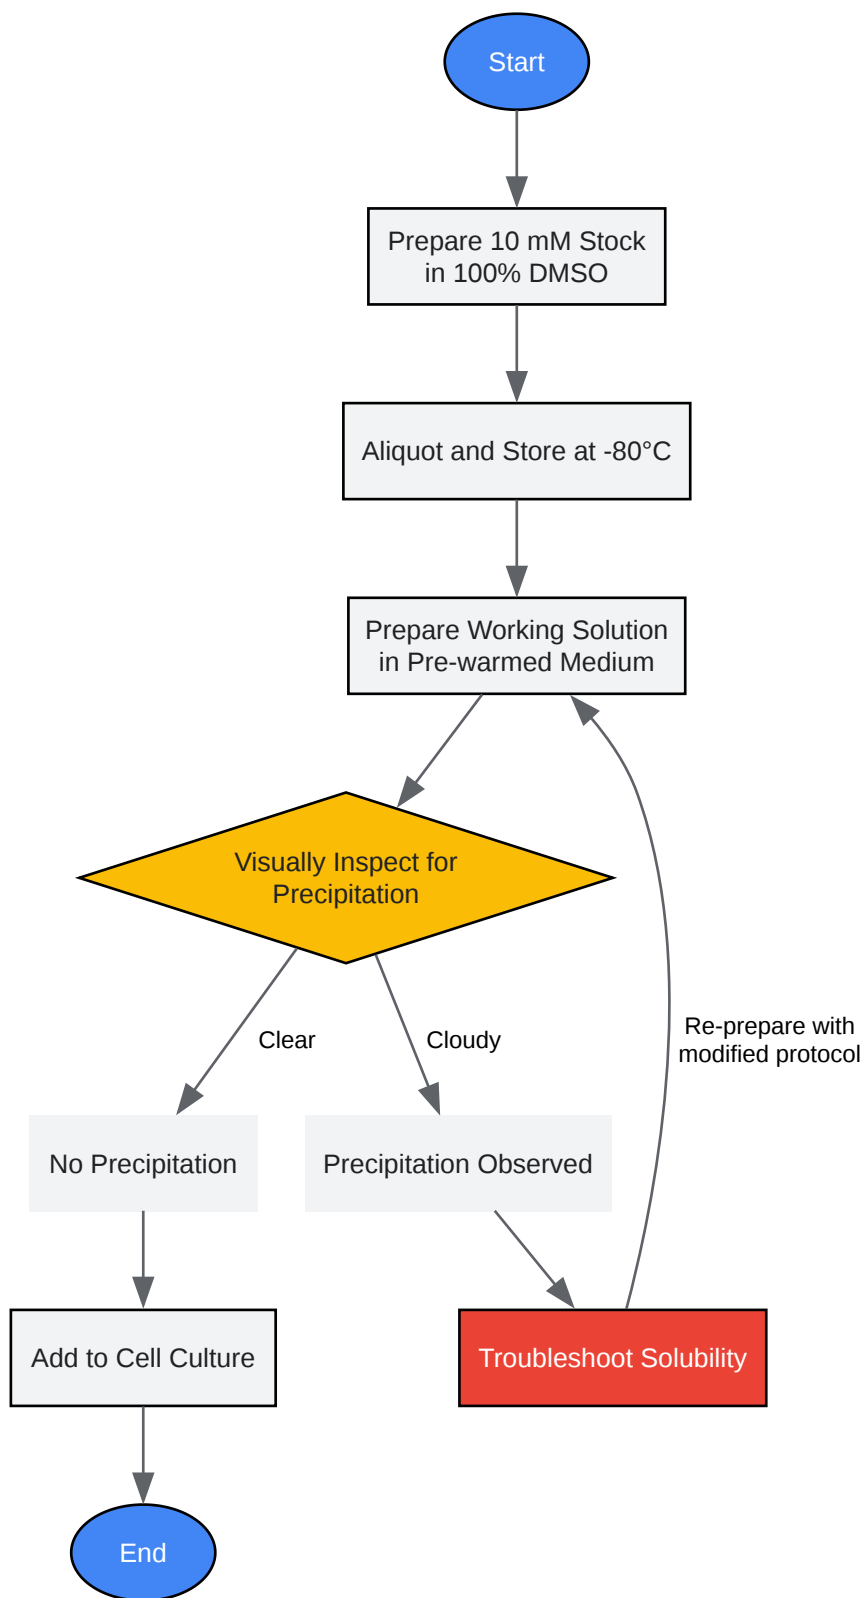 Start
Prepare 10 mM Stock
in 100% DMSO
Aliquot and Store at -80°C
Prepare Working Solution
in Pre-warmed Medium
Visually Inspect for
Precipitation
Clear
Cloudy
Re-prepare with
modified protocol
No Precipitation
Precipitation Observed
Add to Cell Culture
Troubleshoot Solubility
End